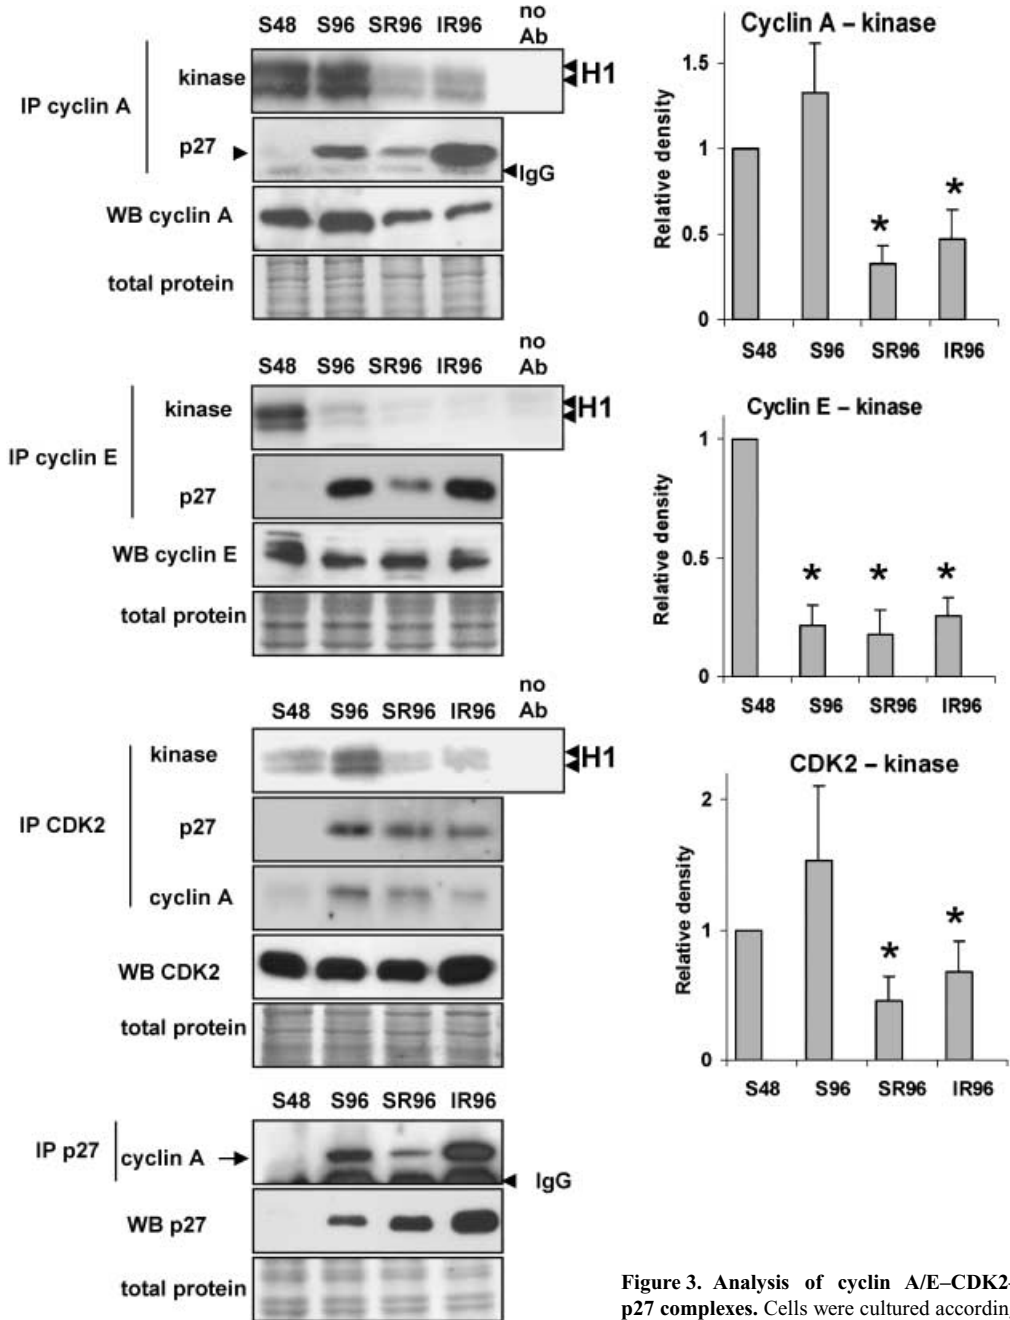 S48 S96 SR96 IR96 no Ab
IP cyclin A
kinase
H1
p27
IgG
WB cyclin A
total protein
Cyclin A – kinase
Relative density
1.5
1
0.5
0
* *
S48 S96 SR96 IR96
S48 S96 SR96 IR96 no Ab
IP cyclin E
kinase
H1
p27
WB cyclin E
total protein
Cyclin E – kinase
Relative density
1
0.5
0
* * *
S48 S96 SR96 IR96
S48 S96 SR96 IR96 no Ab
IP CDK2
kinase
H1
p27
cyclin A
WB CDK2
total protein
CDK2 – kinase
Relative density
2
1
0
* *
S48 S96 SR96 IR96
S48 S96 SR96 IR96
IP p27
cyclin A
IgG
WB p27
total protein
Figure 3. Analysis of cyclin A/E–CDK2–
p27 complexes. Cells were cultured according